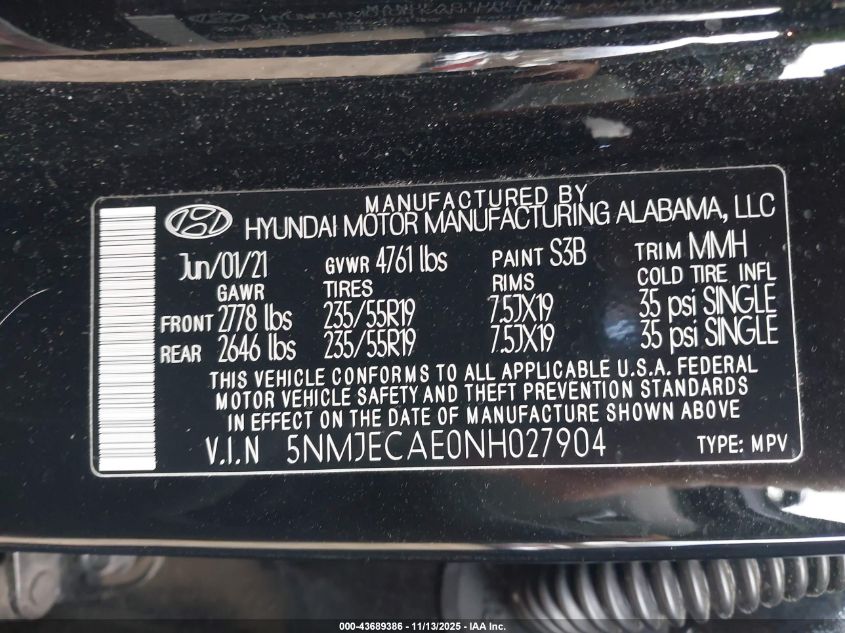 MANUFACTURED BY
HYUNDAI MOTOR MANUFACTURING ALABAMA, LLC
Jun/01/21 GVWR 4761 lbs PAINT S3B TRIM MMH
GAWR TIRES RIMS COLD TIRE INFL
FRONT 2778 lbs 235/55R19 7.5JX19 35 psi SINGLE
REAR 2646 lbs 235/55R19 7.5JX19 35 psi SINGLE
THIS VEHICLE CONFORMS TO ALL APPLICABLE U.S.A. FEDERAL
MOTOR VEHICLE SAFETY AND THEFT PREVENTION STANDARDS
IN EFFECT ON THE DATE OF MANUFACTURE SHOWN ABOVE
V.I.N 5NMJECAE0NH027904 TYPE: MPV
000-43689386 - 11/13/2025 - IAA Inc.